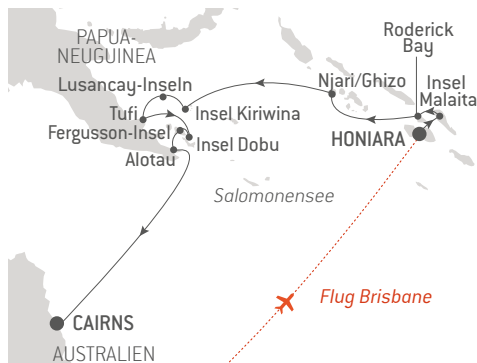 PAPUA-
NEUGUINEA
Roderick
Bay
Lusancay-Inseln
Njari/Ghizo
Insel
Malaita
Tufi
Insel Kiriwina
Fergusson-Insel
Insel Dobu
HONIARA
Alotau
Salomonensee
Flug Brisbane
CAIRNS
AUSTRALIEN